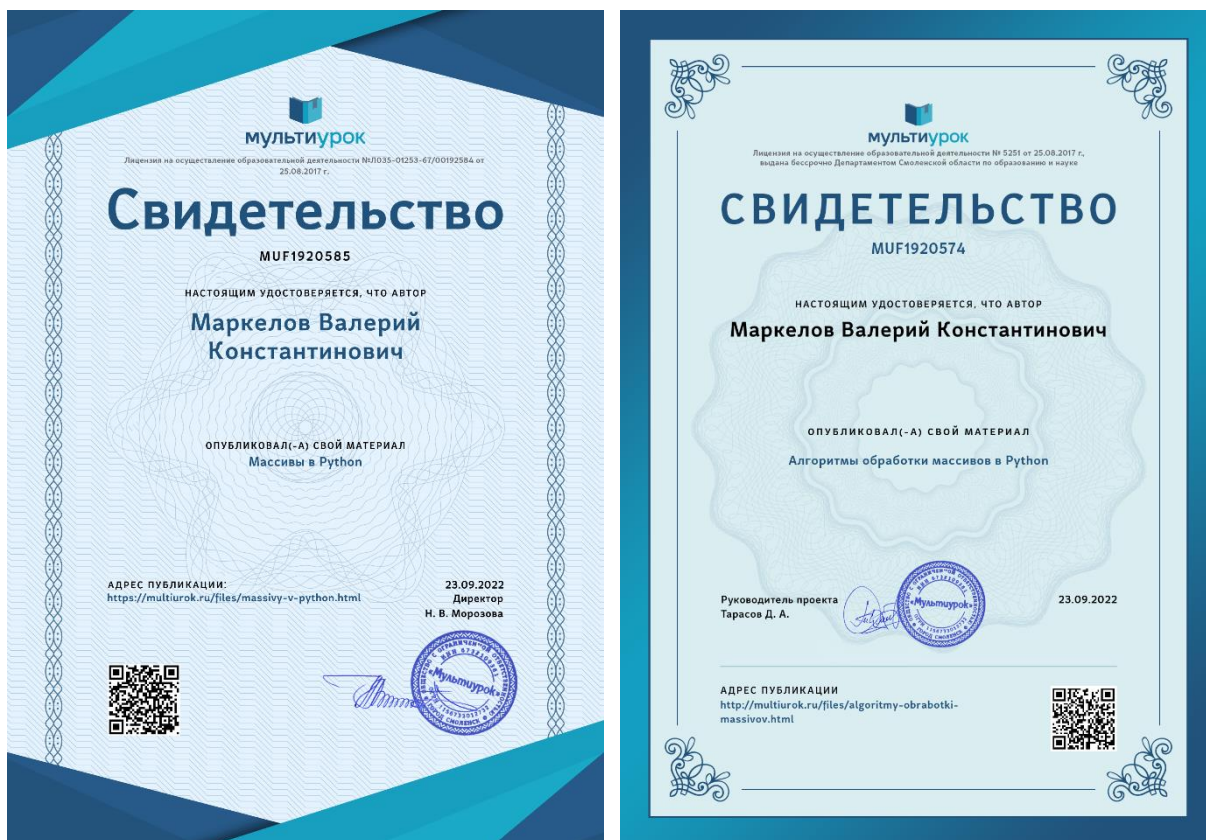 мультиурок
Лицензия на осуществление образовательной деятельности №Л035-01253-67/00192584 от
25.08.2017 г.
Свидетельство
MUF1920585
НАСТОЯЩИМ УДОСТОВЕРЯЕТСЯ, ЧТО АВТОР
Маркелов Валерий
Константинович
ОПУБЛИКОВАЛ(-А) СВОЙ МАТЕРИАЛ
Массивы в Python
АДРЕС ПУБЛИКАЦИИ:
https://multiurok.ru/files/massivy-v-python.html
23.09.2022
Директор
Н. В. Морозова
«Мультиурок»
мультиурок
Лицензия на осуществление образовательной деятельности № 5251 от 25.08.2017 г.,
выдана бессрочно Департаментом Смоленской области по образованию и науке
СВИДЕТЕЛЬСТВО
MUF1920574
НАСТОЯЩИМ УДОСТОВЕРЯЕТСЯ, ЧТО АВТОР
Маркелов Валерий Константинович
ОПУБЛИКОВАЛ(-А) СВОЙ МАТЕРИАЛ
Алгоритмы обработки массивов в Python
Руководитель проекта
Тарасов Д. А.
«Мультиурок»
23.09.2022
АДРЕС ПУБЛИКАЦИИ
http://multiurok.ru/files/algoritmy-obrabotki-
massivov.html